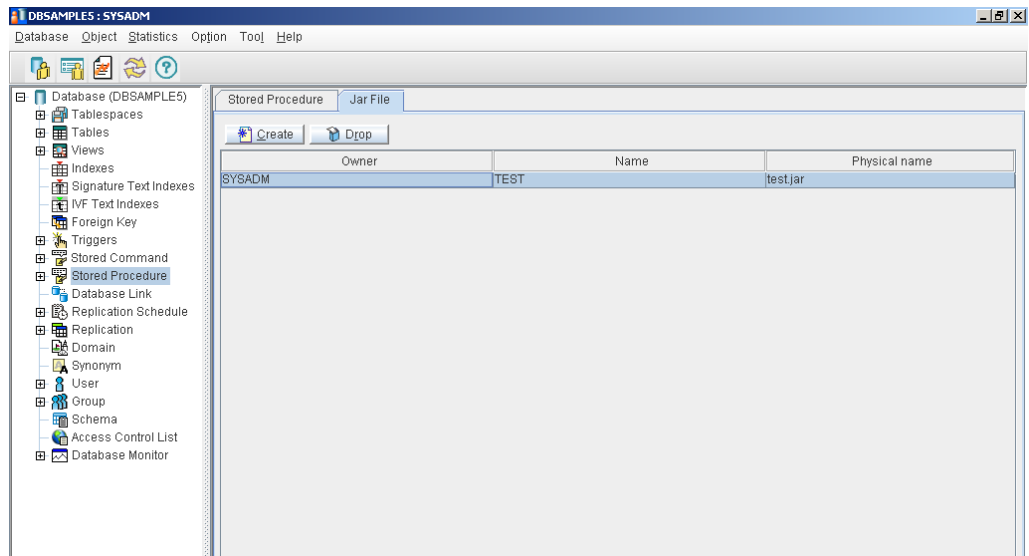 DBSAMPLE5 : SYSADM
Database Object Statistics Option Tool Help
Database (DBSAMPLE5)
Tablespaces
Tables
Views
Indexes
Signature Text Indexes
IVF Text Indexes
Foreign Key
Triggers
Stored Command
Stored Procedure
Database Link
Replication Schedule
Replication
Domain
Synonym
User
Group
Schema
Access Control List
Database Monitor
Stored Procedure Jar File
Create Drop
Owner Name Physical name
SYSADM TEST test.jar